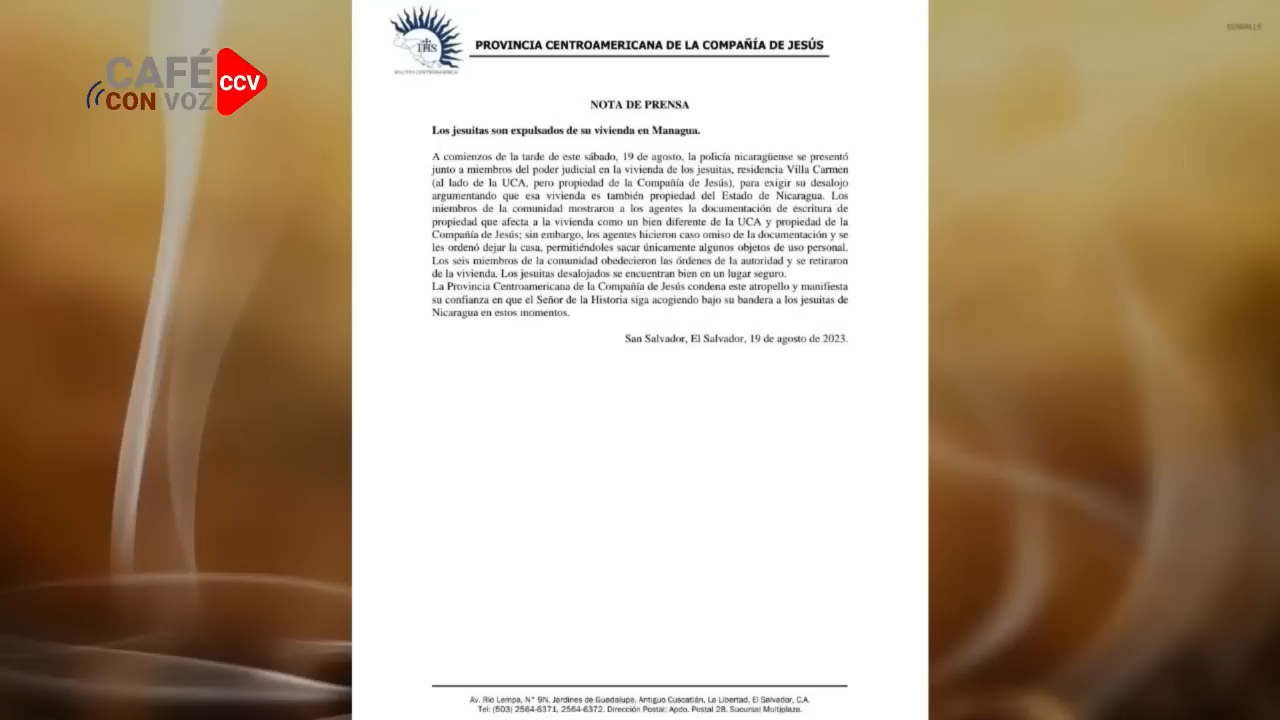 CAFÉ
CON VOZ
CCV
IHS
PROVINCIA CENTROAMERICANA DE LA COMPAÑÍA DE JESÚS
NOTA DE PRENSA
Los jesuitas son expulsados de su vivienda en Managua.
A comienzos de la tarde de este sábado, 19 de agosto, la policía nicaragüense se presentó
junto a miembros del poder judicial en la vivienda de los jesuitas, residencia Villa Carmen
(al lado de la UCA, pero propiedad de la Compañía de Jesús), para exigir su desalojo
argumentando que esa vivienda es también propiedad del Estado de Nicaragua. Los
miembros de la comunidad mostraron a los agentes la documentación de escritura de
propiedad que afecta a la vivienda como un bien diferente de la UCA y propiedad de la
Compañía de Jesús; sin embargo, los agentes hicieron caso omiso de la documentación y se
les ordenó dejar la casa, permitiéndoles sacar únicamente algunos objetos de uso personal.
Los seis miembros de la comunidad obedecieron las órdenes de la autoridad y se retiraron
de la vivienda. Los jesuitas desalojados se encuentran bien en un lugar seguro.
La Provincia Centroamericana de la Compañía de Jesús condena este atropello y manifiesta
su confianza en que el Señor de la Historia siga acogiendo bajo su bandera a los jesuitas de
Nicaragua en estos momentos.
San Salvador, El Salvador, 19 de agosto de 2023.
Av. Río Lempa, N° 9N, Jardines de Guadalupe, Antiguo Cuscatlán, La Libertad, El Salvador, C.A.
Tel: (503) 2564-6371, 2564-6372. Dirección Postal: Apdo. Postal 28. Sucursal Multiplaza.